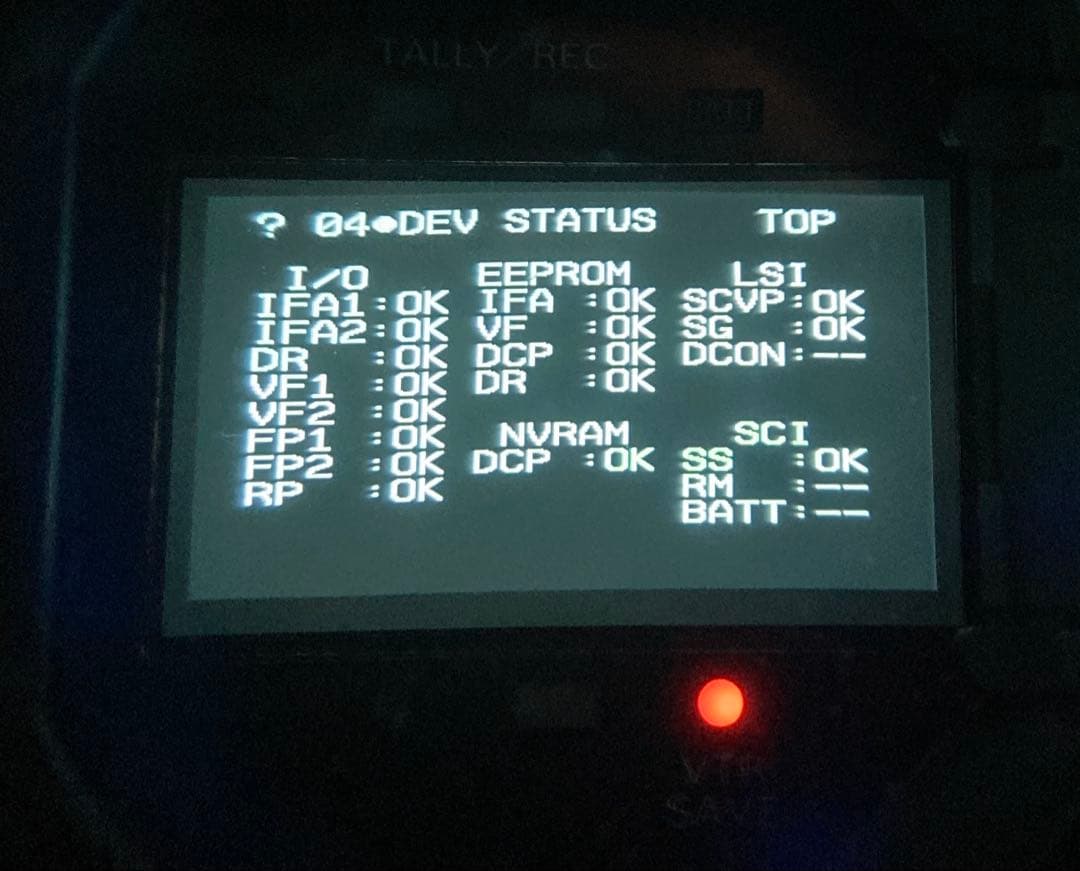 TALLY/REC
? 04●DEV STATUS TOP
I/O EEPROM LSI
IFA1:OK IFA :OK SCVP:OK
IFA2:OK VF :OK SG :OK
DR :OK DCP :OK DCON:--
VF1 :OK DR :OK
VF2 :OK
FP1 :OK NVRAM SCI
FP2 :OK DCP :OK SS :OK
RP :OK RM :--
BATT:--
VTR
SAVE